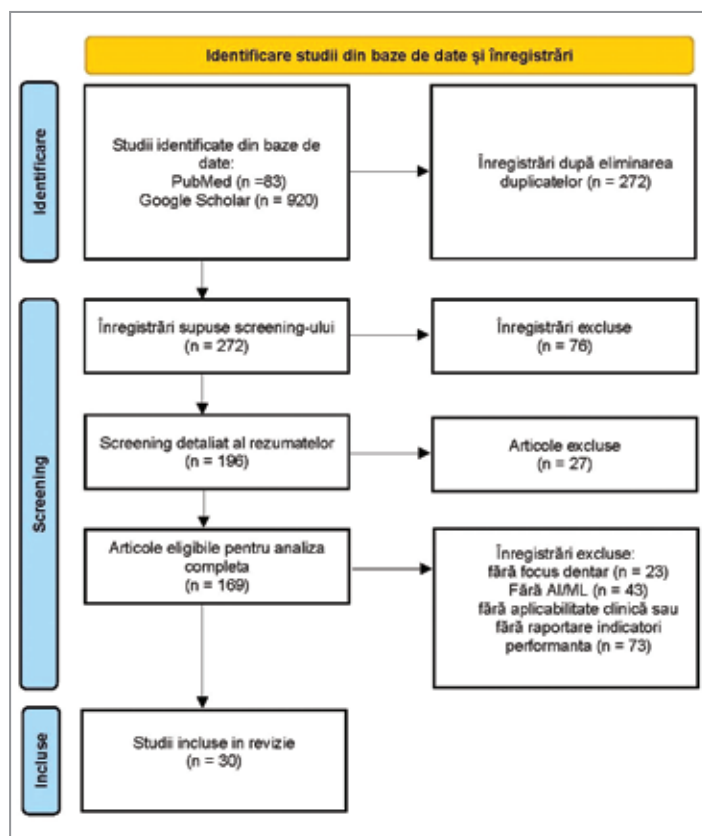 Identificare studii din baze de date și înregistrări
Identificare
Studii identificate din baze de
date:
PubMed (n =83)
Google Scholar (n = 920)
Înregistrări după eliminarea
duplicatelor (n = 272)
Screening
Înregistrări supuse screening-ului
(n = 272)
Înregistrări excluse
(n = 76)
Screening detaliat al rezumatelor
(n = 196)
Articole excluse
(n = 27)
Articole eligibile pentru analiza
completa
(n = 169)
Înregistrări excluse:
fără focus dentar (n = 23)
Fără AI/ML (n = 43)
fără aplicabilitate clinică sau
fără raportare indicatori
performanta (n = 73)
Incluse
Studii incluse in revizie
(n = 30)